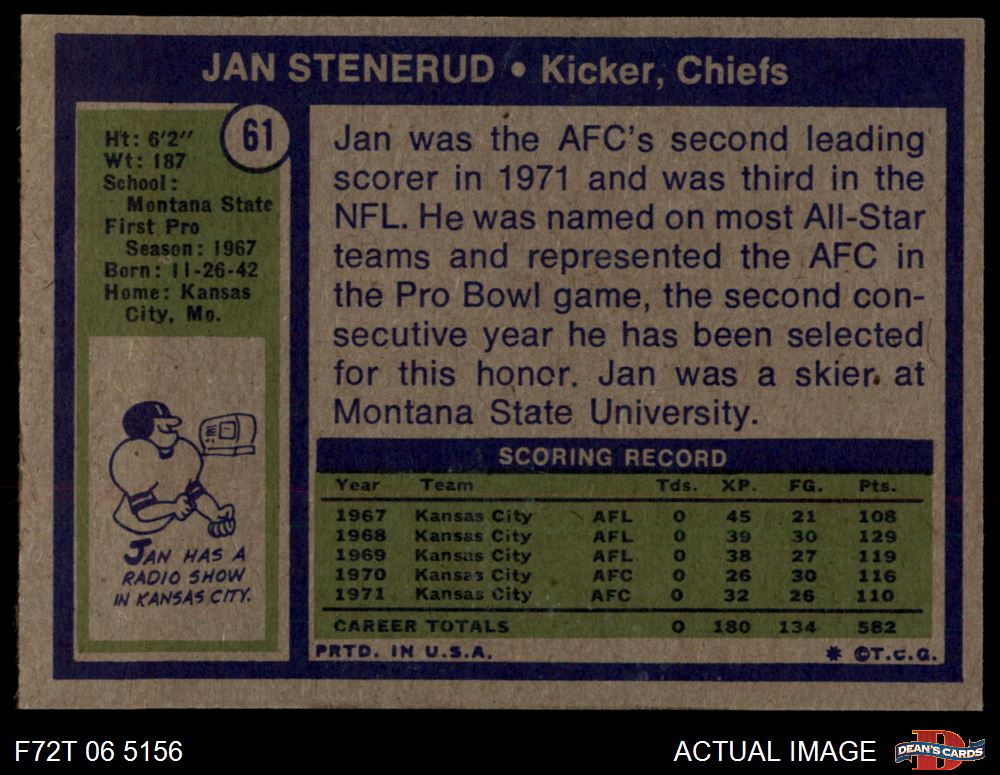 JAN STENERUD • Kicker, Chiefs
61
Ht: 6'2"
Wt: 187
School:
Montana State
First Pro
Season: 1967
Born: 11-26-42
Home: Kansas
City, Mo.
JAN HAS A
RADIO SHOW
IN KANSAS CITY.
Jan was the AFC's second leading
scorer in 1971 and was third in the
NFL. He was named on most All-Star
teams and represented the AFC in
the Pro Bowl game, the second con-
secutive year he has been selected
for this honor. Jan was a skier at
Montana State University.
SCORING RECORD
Year Team Tds. XP. FG. Pts.
1967 Kansas City AFL 0 45 21 108
1968 Kansas City AFL 0 39 30 129
1969 Kansas City AFL 0 38 27 119
1970 Kansas City AFC 0 26 30 116
1971 Kansas City AFC 0 32 26 110
CAREER TOTALS 0 180 134 582
PRTD. IN U.S.A. * ©T.C.G.
F72T 06 5156 ACTUAL IMAGE DEAN'S CARDS